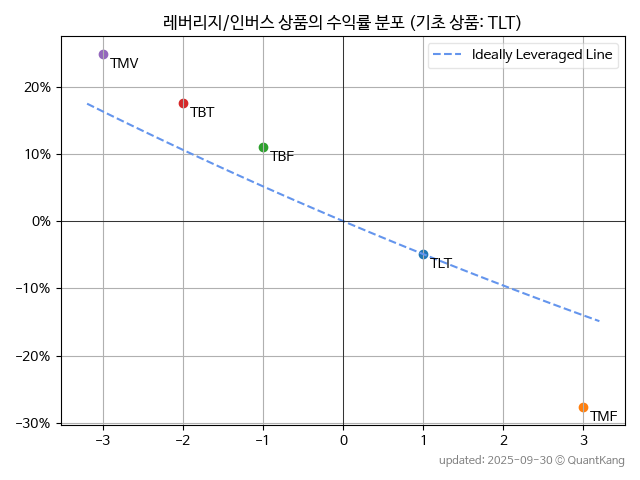 레버리지/인버스 상품의 수익률 분포 (기초 상품: TLT)
Ideally Leveraged Line
TMV
TBT
TBF
TLT
TMF
20%
10%
0%
−10%
−20%
−30%
−3 −2 −1 0 1 2 3
updated: 2025-09-30 © QuantKang